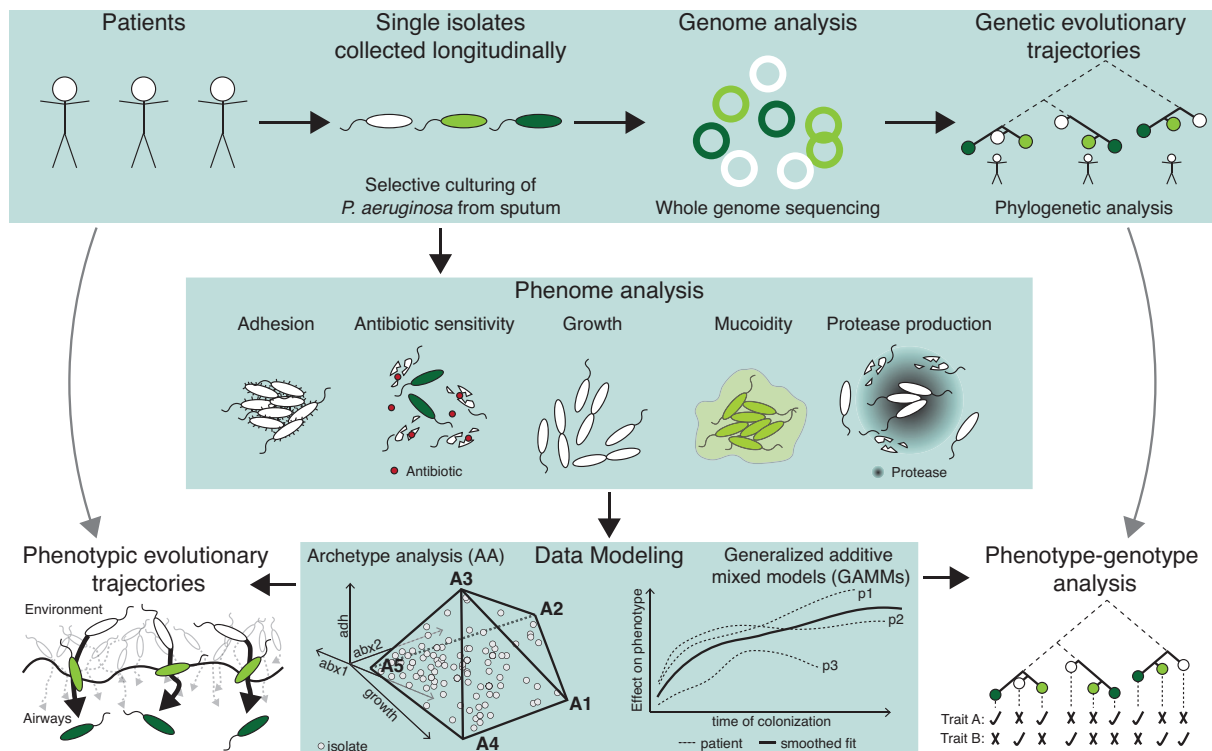 Patients
Single isolates
collected longitudinally
Genome analysis
Genetic evolutionary
trajectories
Selective culturing of
P. aeruginosa from sputum
Whole genome sequencing
Phylogenetic analysis
Phenome analysis
Adhesion
Antibiotic sensitivity
Growth
Mucoidity
Protease production
Antibiotic
Protease
Phenotypic evolutionary
trajectories
Environment
Airways
Data Modeling
Archetype analysis (AA)
A3
A2
A5
A1
A4
adh
abx2
abx1
growth
isolate
Generalized additive
mixed models (GAMMs)
p1
p2
p3
Effect on phenotype
time of colonization
patient
smoothed fit
Phenotype-genotype
analysis
Trait A: ✓ x ✓ x x ✓ ✓ x x
Trait B: x ✓ x ✓ x ✓ x ✓ ✓